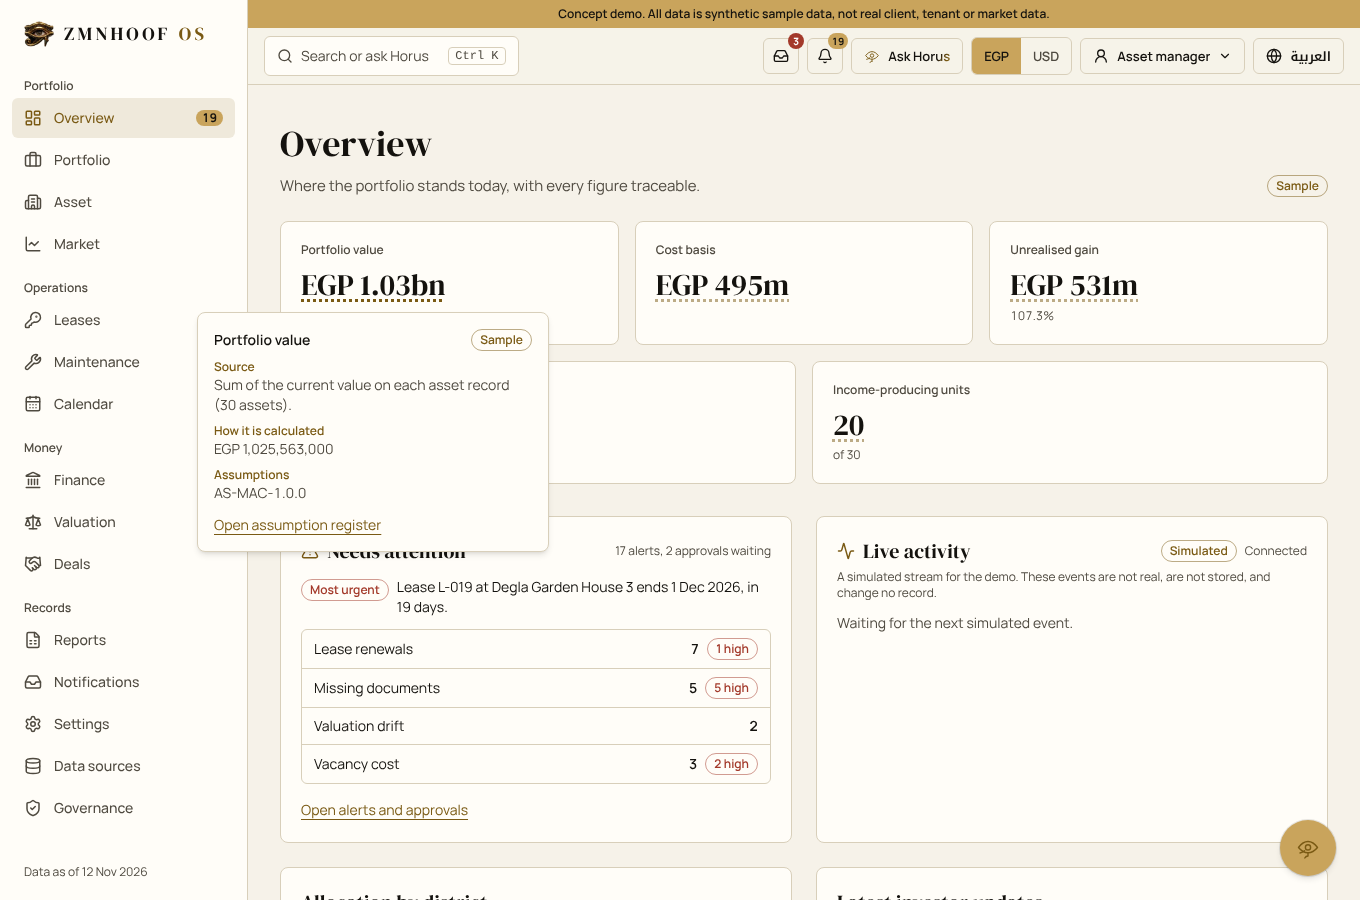 Concept demo. All data is synthetic sample data, not real client, tenant or market data.
ZMNHOOF OS
Search or ask Horus
Ctrl K
3
19
Ask Horus
EGP
USD
Asset manager
العربية
Portfolio
Overview
19
Portfolio
Asset
Market
Operations
Leases
Maintenance
Calendar
Money
Finance
Valuation
Deals
Records
Reports
Notifications
Settings
Data sources
Governance
Data as of 12 Nov 2026
Overview
Where the portfolio stands today, with every figure traceable.
Sample
Portfolio value
EGP 1.03bn
Cost basis
EGP 495m
Unrealised gain
EGP 531m
107.3%
Portfolio value
Sample
Source
Sum of the current value on each asset record
(30 assets).
How it is calculated
EGP 1,025,563,000
Assumptions
AS-MAC-1.0.0
Open assumption register
Income-producing units
20
of 30
Needs attention
17 alerts, 2 approvals waiting
Most urgent
Lease L-019 at Degla Garden House 3 ends 1 Dec 2026, in
19 days.
Lease renewals
7
1 high
Missing documents
5
5 high
Valuation drift
2
Vacancy cost
3
2 high
Open alerts and approvals
Live activity
Simulated
Connected
A simulated stream for the demo. These events are not real, are not stored, and
change no record.
Waiting for the next simulated event.
Allocation by district
Latest investor updates